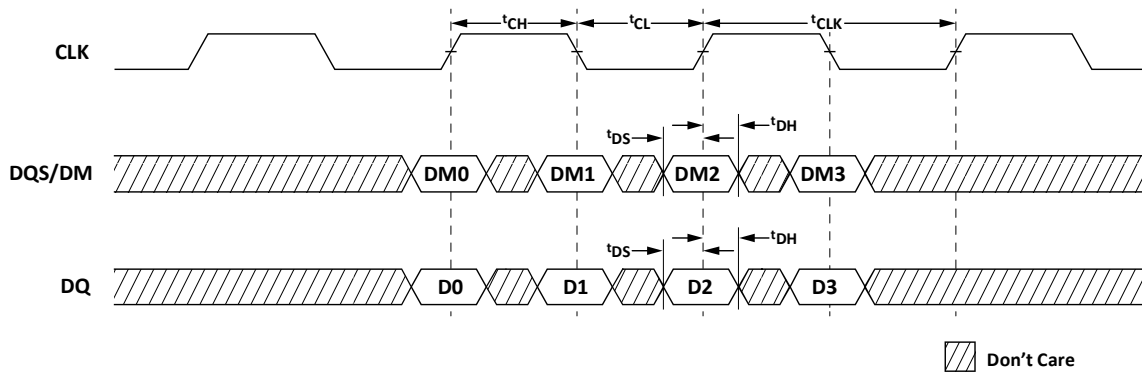 tCH
tCL
tCLK
CLK
tDS
tDH
DQS/DM
DM0
DM1
DM2
DM3
tDS
tDH
DQ
D0
D1
D2
D3
Don't Care